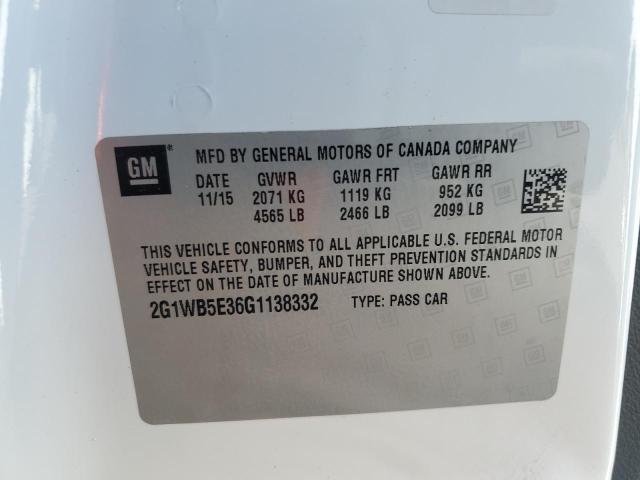 GM
MFD BY GENERAL MOTORS OF CANADA COMPANY
DATE GVWR GAWR FRT GAWR RR
11/15 2071 KG 1119 KG 952 KG
4565 LB 2466 LB 2099 LB
THIS VEHICLE CONFORMS TO ALL APPLICABLE U.S. FEDERAL MOTOR
VEHICLE SAFETY, BUMPER, AND THEFT PREVENTION STANDARDS IN
EFFECT ON THE DATE OF MANUFACTURE SHOWN ABOVE.
2G1WB5E36G1138332 TYPE: PASS CAR